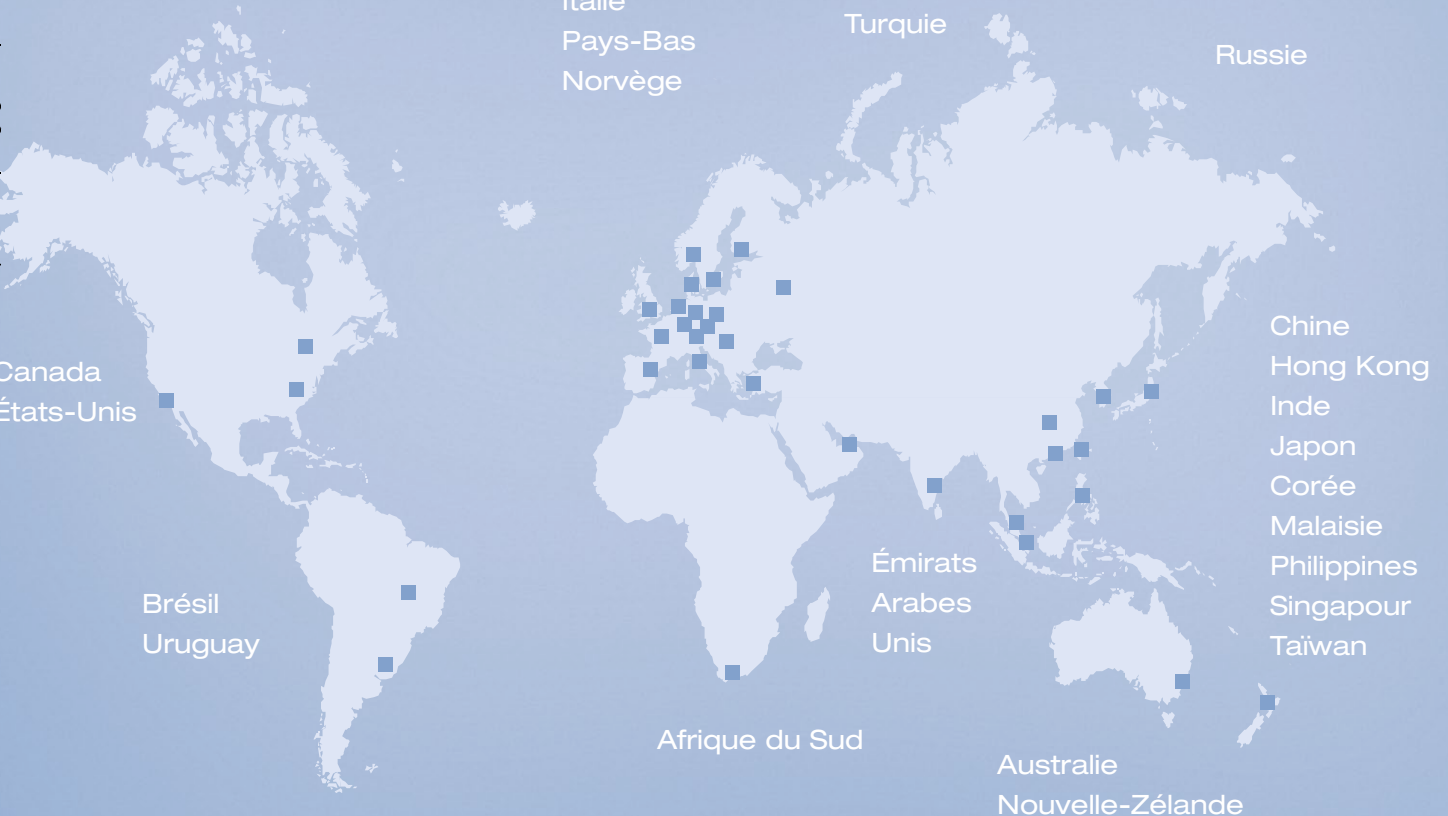 Italie
Pays-Bas
Norvège
Turquie
Russie
Canada
États-Unis
Chine
Hong Kong
Inde
Japon
Corée
Malaisie
Philippines
Singapour
Taïwan
Émirats
Arabes
Unis
Brésil
Uruguay
Afrique du Sud
Australie
Nouvelle-Zélande